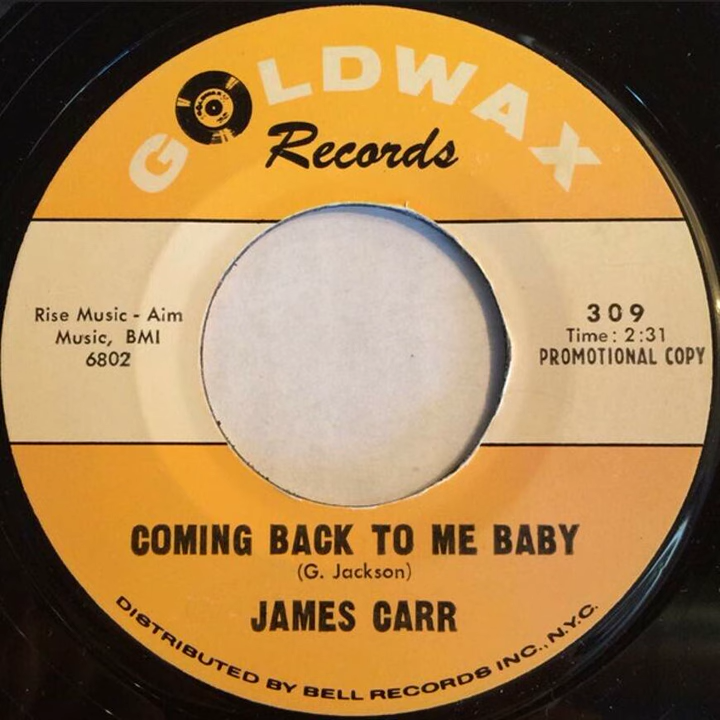 GOLDWAX
Records
Rise Music - Aim
Music, BMI
6802
309
Time: 2:31
PROMOTIONAL COPY
COMING BACK TO ME BABY
(G. Jackson)
JAMES CARR
DISTRIBUTED BY BELL RECORDS INC., N.Y.C.